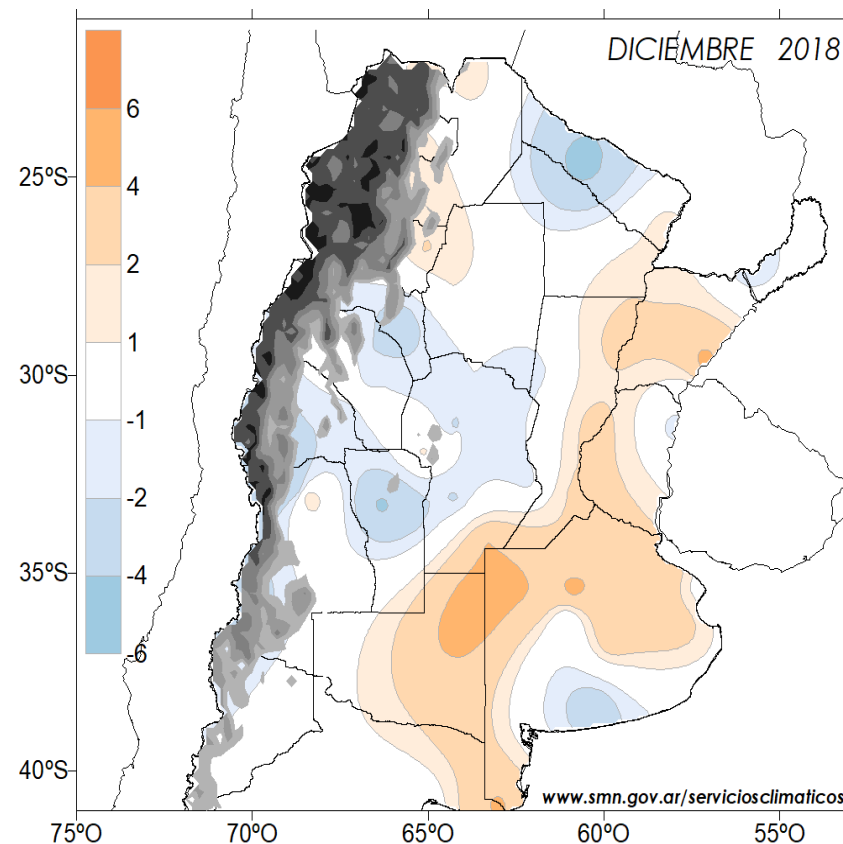 DICIEMBRE 2018
6
4
2
1
-1
-2
-4
-6
25ºS
30ºS
35ºS
40ºS
www.smn.gov.ar/serviciosclimaticos
75ºO
70ºO
65ºO
60ºO
55ºO